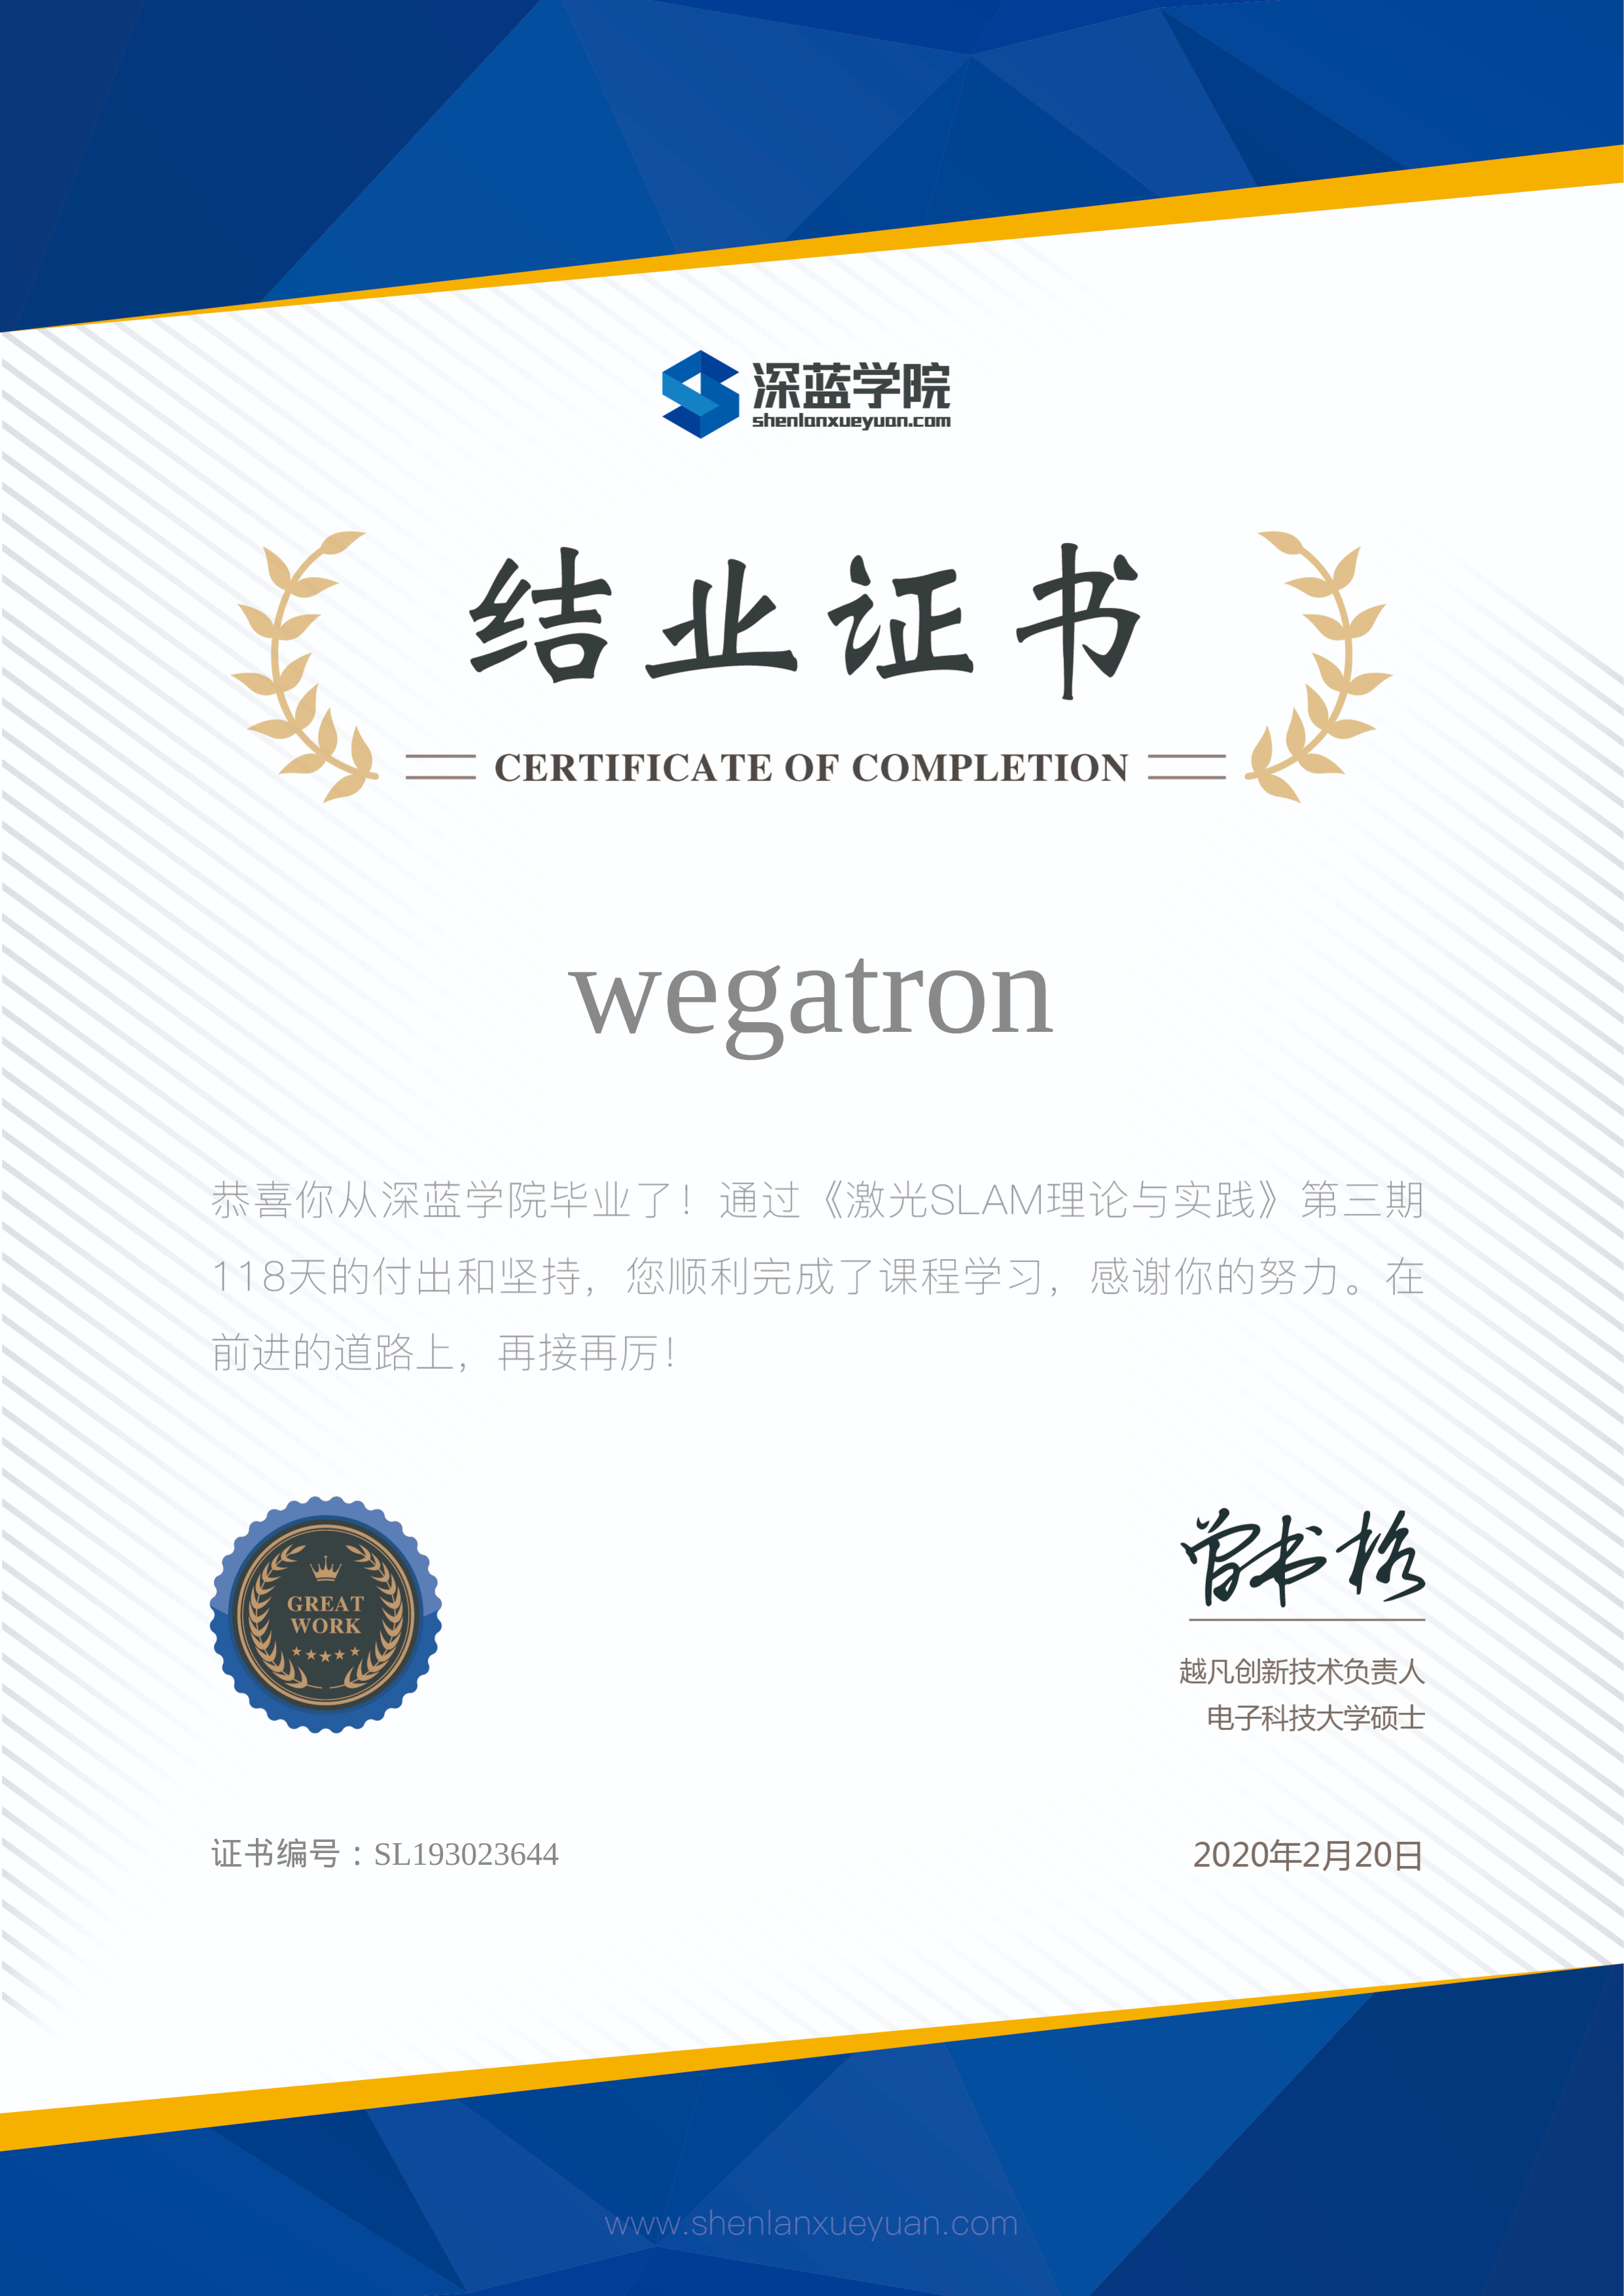 深蓝学院
shenlanxueyuan.com
结业证书
CERTIFICATE OF COMPLETION
wegatron
恭喜你从深蓝学院毕业了！通过《激光SLAM理论与实践》第三期
118天的付出和坚持，您顺利完成了课程学习，感谢你的努力。在
前进的道路上，再接再厉！
GREAT
WORK
曾书格
越凡创新技术负责人
电子科技大学硕士
证书编号：SL193023644
2020年2月20日
www.shenlanxueyuan.com